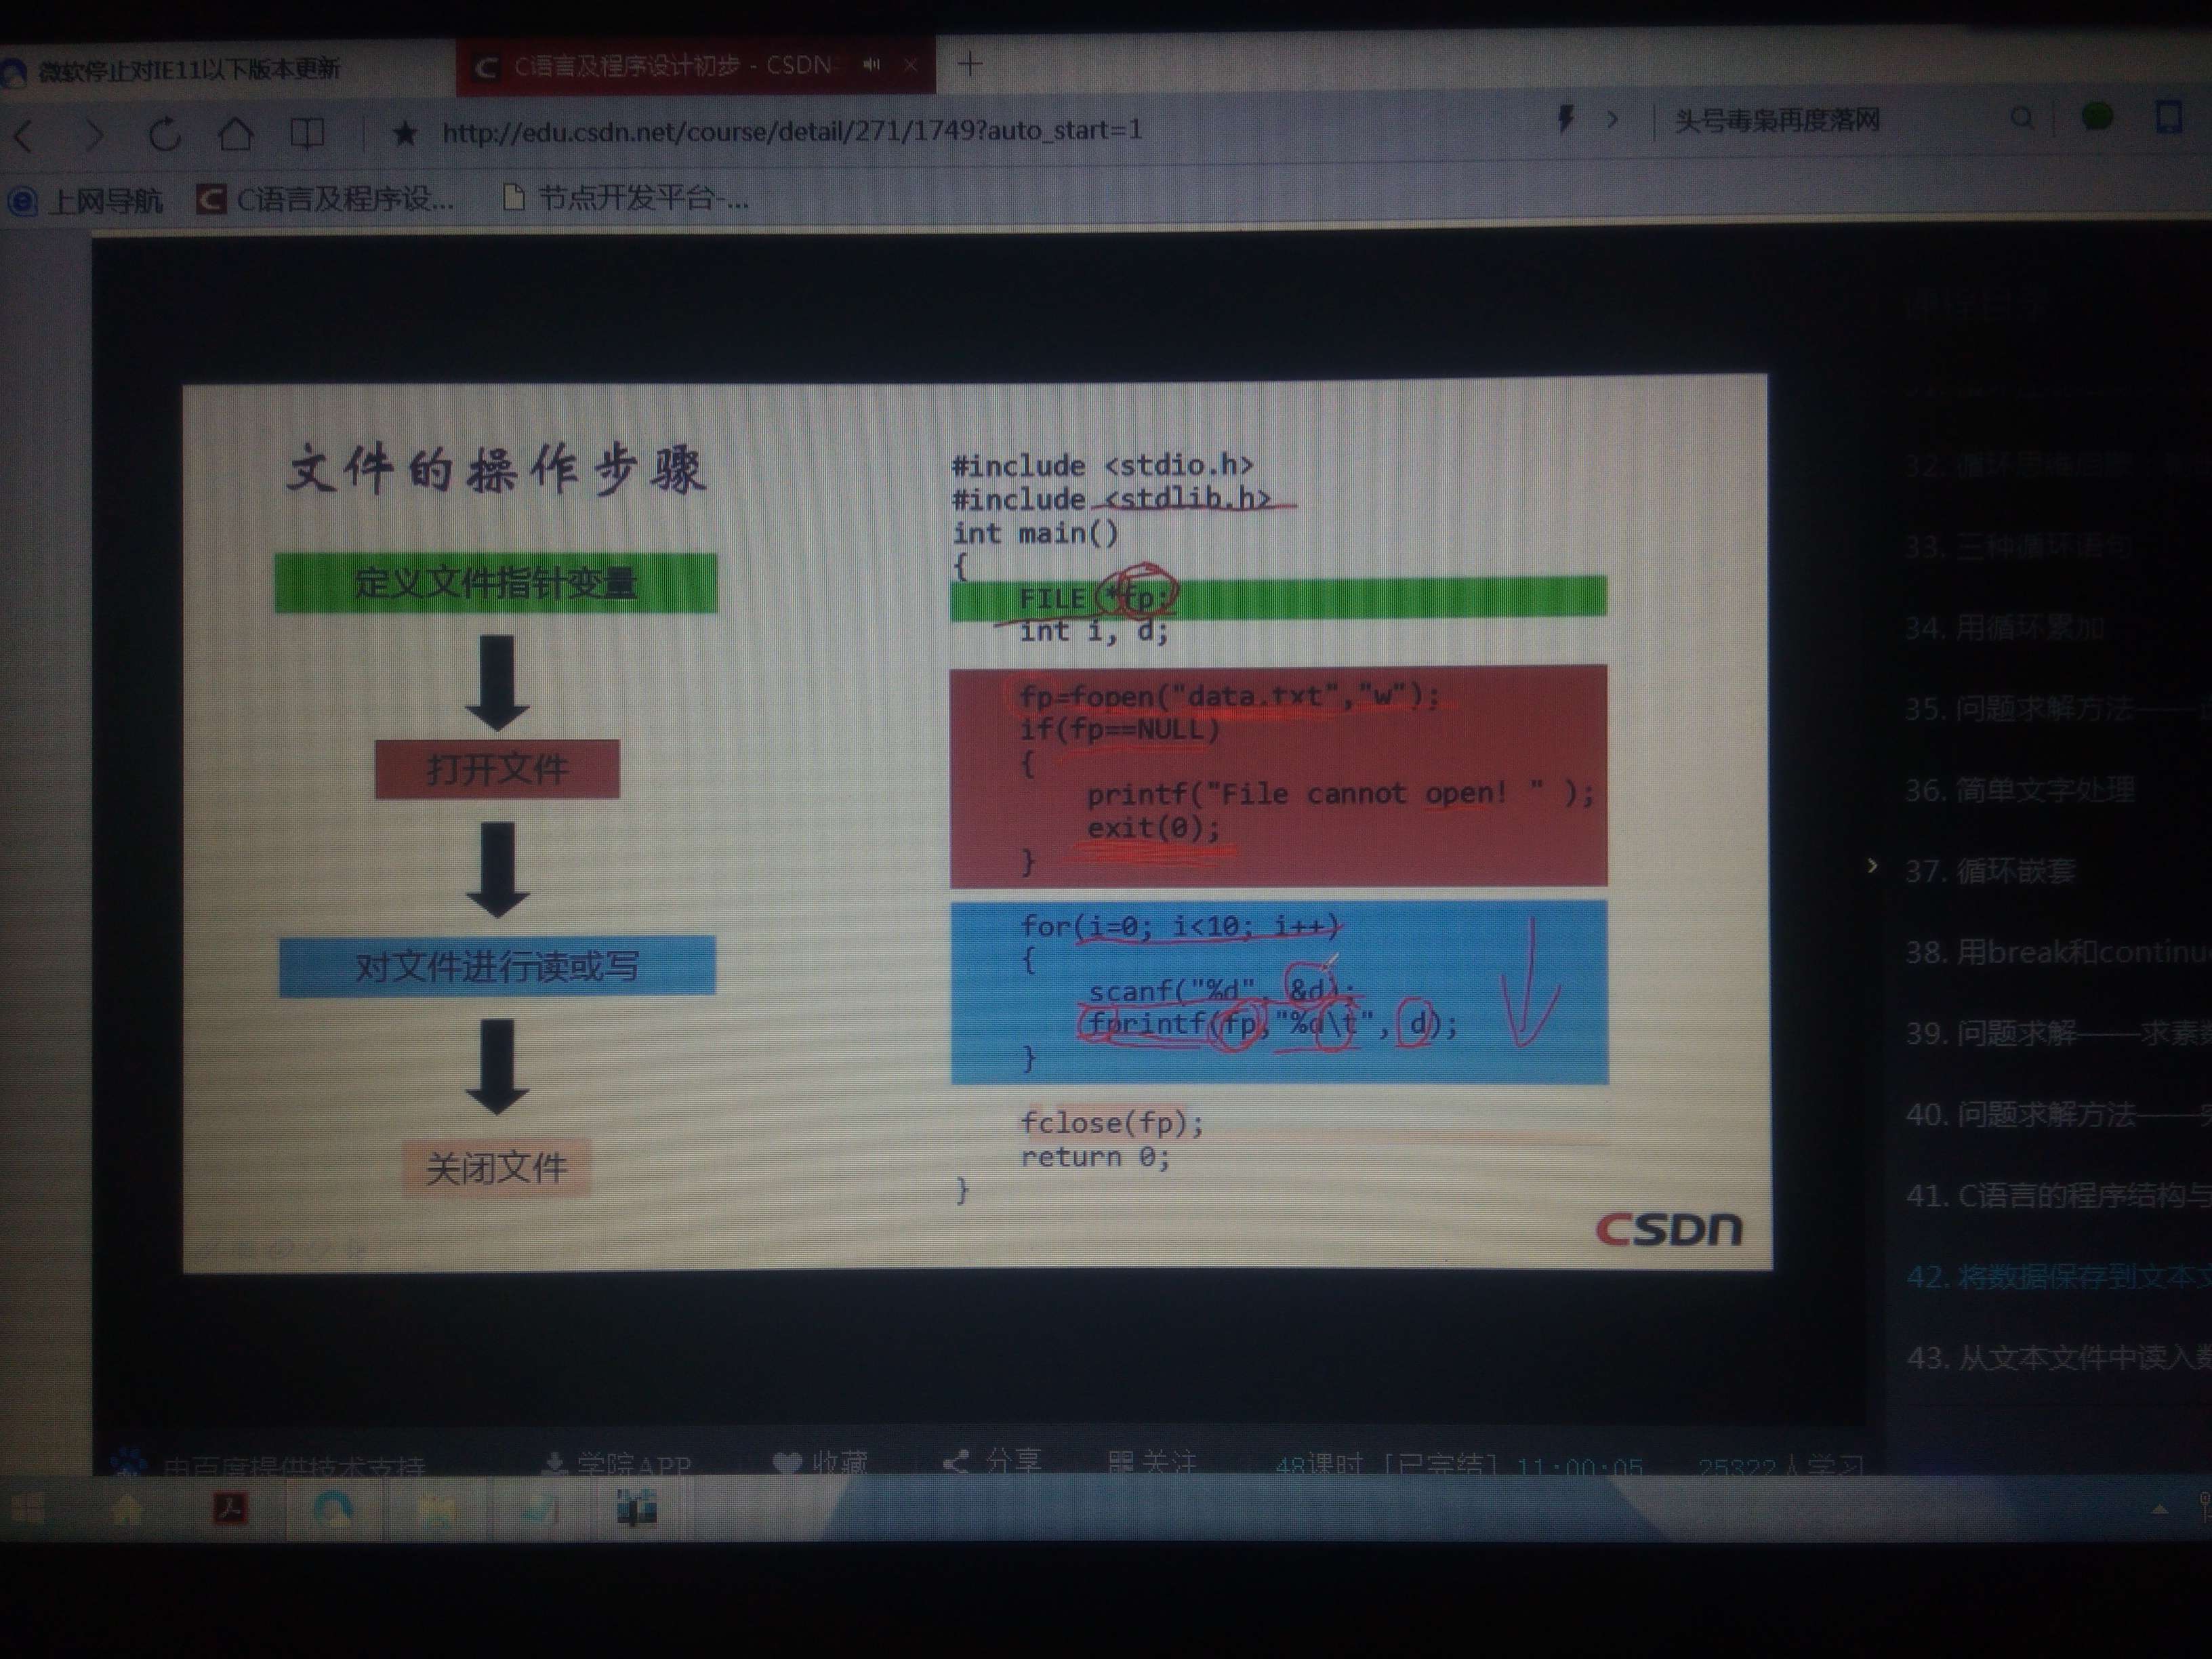 微软停止对IE11以下版本更新
C语言及程序设计初步 - CSDN
http://edu.csdn.net/course/detail/271/1749?auto_start=1
头号毒枭再度落网
上网导航
C语言及程序设...
节点开发平台-...
文件的操作步骤
定义文件指针变量
打开文件
对文件进行读或写
关闭文件
#include <stdio.h>
#include <stdlib.h>
int main()
{
FILE *fp;
int i, d;
fp=fopen("data.txt","w");
if(fp==NULL)
{
printf("File cannot open! " );
exit(0);
}
for(i=0; i<10; i++)
{
scanf("%d", &d);
fprintf(fp,"%d\t", d);
}
fclose(fp);
return 0;
}
CSDN
32.
33. 三种循环语句
34. 用循环累加
35. 问题求解方法——
36. 简单文字处理
37. 循环嵌套
38. 用break和continu
39. 问题求解——求素
40. 问题求解方法——
41. C语言的程序结构与
42. 将数据保存到文本
43. 从文本文件中读入
由百度提供技术支持
学院APP
收藏
分享
关注
48课时 [已完结] 11:00:05
25322人学习